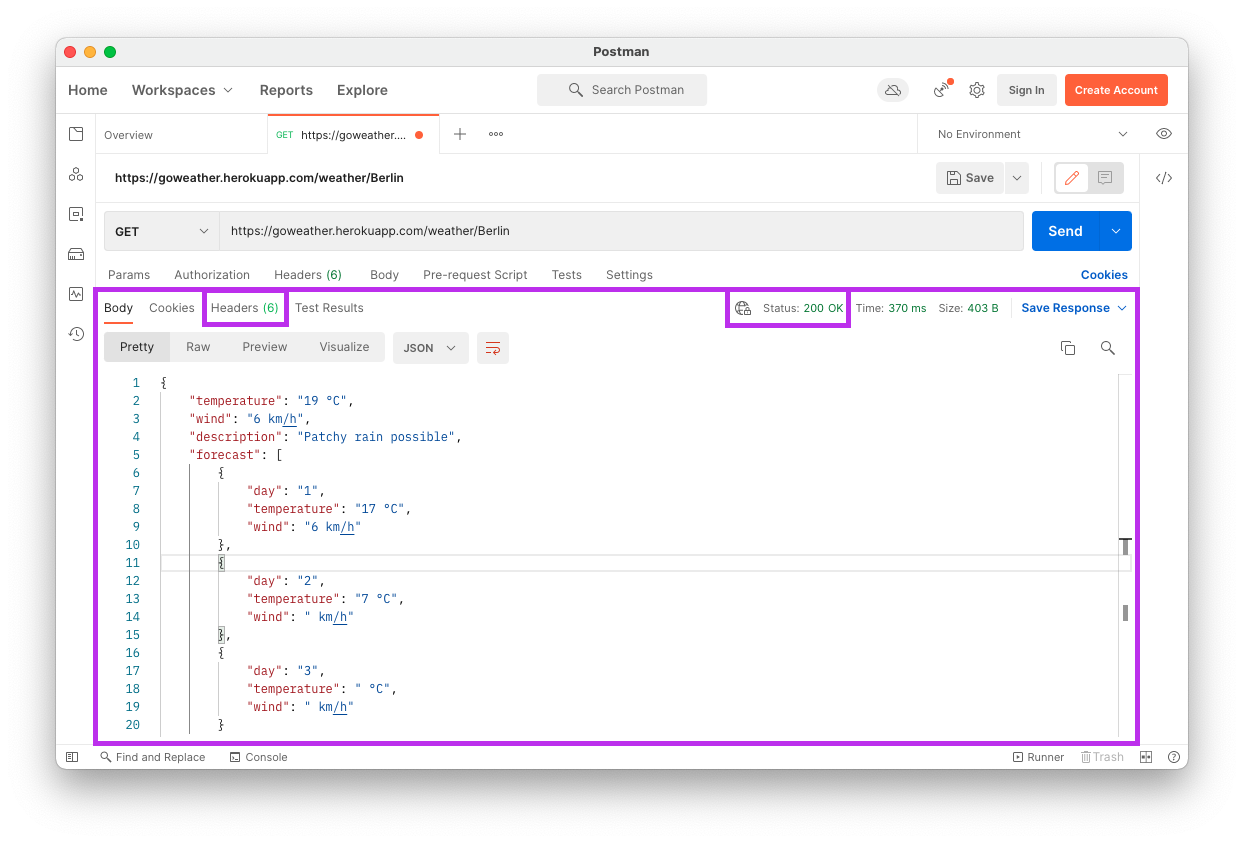 Postman
Home Workspaces Reports Explore Search Postman Sign In Create Account
Overview GET https://goweather.... No Environment
https://goweather.herokuapp.com/weather/Berlin Save
GET https://goweather.herokuapp.com/weather/Berlin Send
Params Authorization Headers (6) Body Pre-request Script Tests Settings Cookies
Body Cookies Headers (6) Test Results Status: 200 OK Time: 370 ms Size: 403 B Save Response
Pretty Raw Preview Visualize JSON
1 {
2 "temperature": "19 °C",
3 "wind": "6 km/h",
4 "description": "Patchy rain possible",
5 "forecast": [
6 {
7 "day": "1",
8 "temperature": "17 °C",
9 "wind": "6 km/h"
10 },
11 {
12 "day": "2",
13 "temperature": "7 °C",
14 "wind": " km/h"
15 },
16 {
17 "day": "3",
18 "temperature": " °C",
19 "wind": " km/h"
20 }
Find and Replace Console Runner Trash